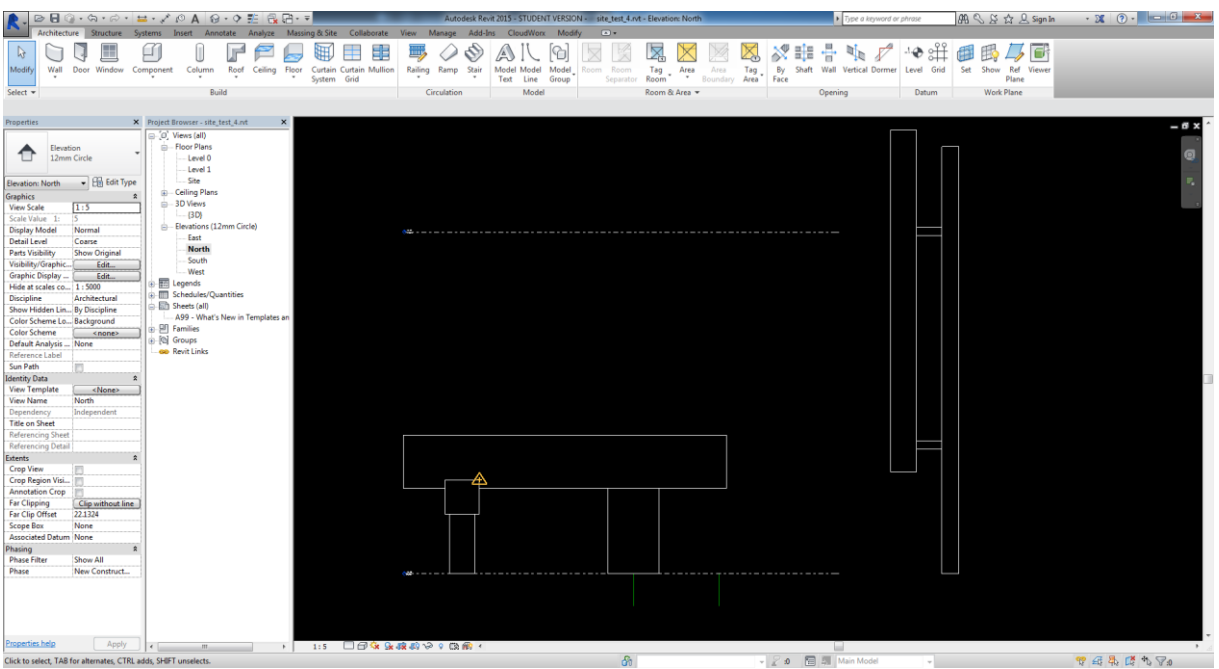 Autodesk Revit 2015 - STUDENT VERSION - site_test_4.rvt - Elevation: North
Type a keyword or phrase
Sign In
Architecture Structure Systems Insert Annotate Analyze Massing & Site Collaborate View Manage Add-Ins CloudWorx Modify
Modify Wall Door Window Component Column Roof Ceiling Floor Curtain System Curtain Grid Mullion Railing Ramp Stair Model Text Model Line Model Group Room Room Separator Tag Room Area Area Boundary Tag Area By Face Shaft Wall Vertical Dormer Level Grid Set Show Ref Plane Viewer
Select Build Circulation Model Room & Area Opening Datum Work Plane
Properties
Elevation
12mm Circle
Elevation: North Edit Type
Graphics
View Scale 1 : 5
Scale Value 1: 5
Display Model Normal
Detail Level Coarse
Parts Visibility Show Original
Visibility/Graphic... Edit...
Graphic Display ... Edit...
Hide at scales co... 1 : 5000
Discipline Architectural
Show Hidden Lin... By Discipline
Color Scheme Lo... Background
Color Scheme <none>
Default Analysis ... None
Reference Label
Sun Path
Identity Data
View Template <None>
View Name North
Dependency Independent
Title on Sheet
Referencing Sheet
Referencing Detail
Extents
Crop View
Crop Region Visi...
Annotation Crop
Far Clipping Clip without line
Far Clip Offset 22.1324
Scope Box None
Associated Datum None
Phasing
Phase Filter Show All
Phase New Construct...
Properties help Apply
Project Browser - site_test_4.rvt
Views (all)
Floor Plans
Level 0
Level 1
Site
Ceiling Plans
3D Views
{3D}
Elevations (12mm Circle)
East
North
South
West
Legends
Schedules/Quantities
Sheets (all)
A99 - What's New in Templates an
Families
Groups
Revit Links
1 : 5
Click to select, TAB for alternates, CTRL adds, SHIFT unselects.
:0
Main Model
:0